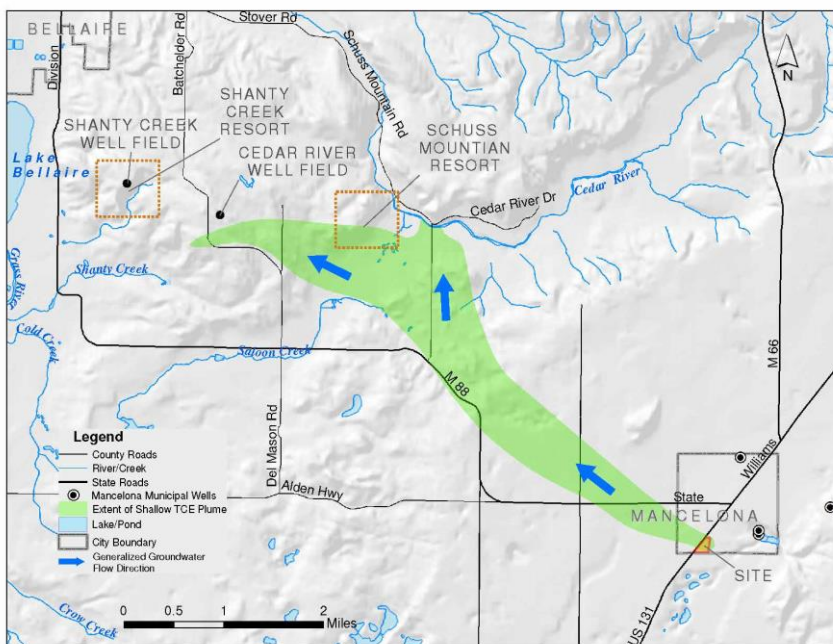 BELLAIRE
Division
Batchelder Rd
Stover Rd
Schuss Mountain Rd
N
SHANTY CREEK
WELL FIELD
SHANTY
CREEK
RESORT
CEDAR RIVER
WELL FIELD
SCHUSS
MOUNTIAN
RESORT
Lake
Bellaire
Cedar River Dr
Cedar River
Grass River
Shanty Creek
Cold Creek
Saloon Creek
M 88
M 66
Del Mason Rd
Alden Hwy
Williams
State
MANCELONA
SITE
US 131
Crow Creek
Legend
County Roads
River/Creek
State Roads
Mancelona Municipal Wells
Extent of Shallow TCE Plume
Lake/Pond
City Boundary
Generalized Groundwater
Flow Direction
0 0.5 1 2
Miles